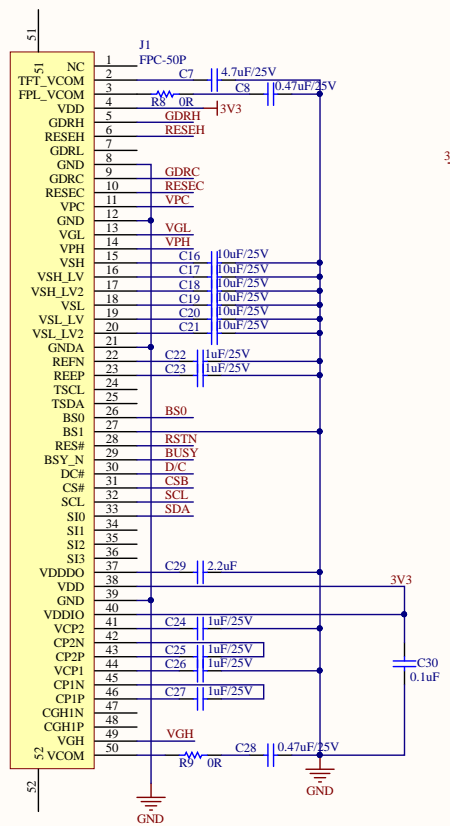 51
51
J1
FPC-50P
NC 1
TFT_VCOM 2 C7 4.7uF/25V
FPL_VCOM 3 C8 0.47uF/25V
VDD 4 R8 0R 3V3
GDRH 5 GDRH
RESEH 6 RESEH
GDRL 7
GND 8
GDRC 9 GDRC
RESEC 10 RESEC
VPC 11 VPC
GND 12
VGL 13 VGL
VPH 14 VPH
VSH 15 C16 10uF/25V
VSH_LV 16 C17 10uF/25V
VSH_LV2 17 C18 10uF/25V
VSL 18 C19 10uF/25V
VSL_LV 19 C20 10uF/25V
VSL_LV2 20 C21 10uF/25V
GNDA 21
REFN 22 C22 1uF/25V
REEP 23 C23 1uF/25V
TSCL 24
TSDA 25
BS0 26 BS0
BS1 27
RES# 28 RSTN
BSY_N 29 BUSY
DC# 30 D/C
CS# 31 CSB
SCL 32 SCL
SI0 33 SDA
SI1 34
SI2 35
SI3 36
VDDDO 37 C29 2.2uF
VDD 38 3V3
GND 39
VDDIO 40
VCP2 41 C24 1uF/25V
CP2N 42
CP2P 43 C25 1uF/25V
VCP1 44 C26 1uF/25V
CP1N 45
CP1P 46 C27 1uF/25V
CGH1N 47
CGH1P 48
VGH 49 VGH
VCOM 50 R9 0R C28 0.47uF/25V
C30
0.1uF
52
52
GND
GND
3